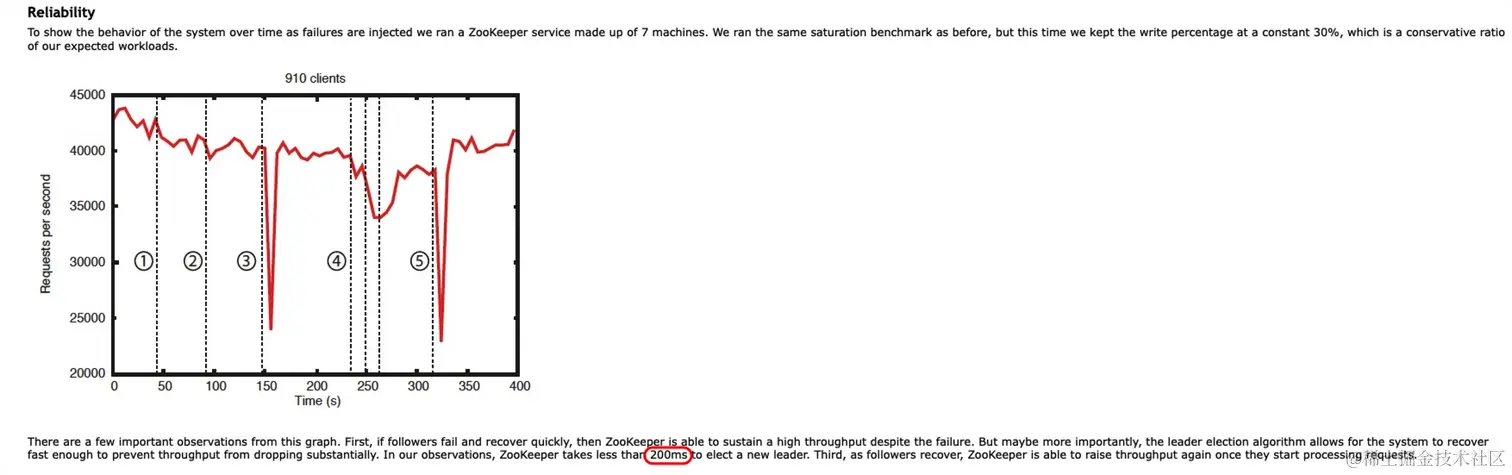 Reliability
To show the behavior of the system over time as failures are injected we ran a ZooKeeper service made up of 7 machines. We ran the same saturation benchmark as before, but this time we kept the write percentage at a constant 30%, which is a conservative ratio
of our expected workloads.
910 clients
45000
40000
35000
30000
25000
20000
Requests per second
① ② ③ ④ ⑤
0 50 100 150 200 250 300 350 400
Time (s)
There are a few important observations from this graph. First, if followers fail and recover quickly, then ZooKeeper is able to sustain a high throughput despite the failure. But maybe more importantly, the leader election algorithm allows for the system to recover
fast enough to prevent throughput from dropping substantially. In our observations, ZooKeeper takes less than 200ms to elect a new leader. Third, as followers recover, ZooKeeper is able to raise throughput again once they start processing requests.
@稀土掘金技术社区